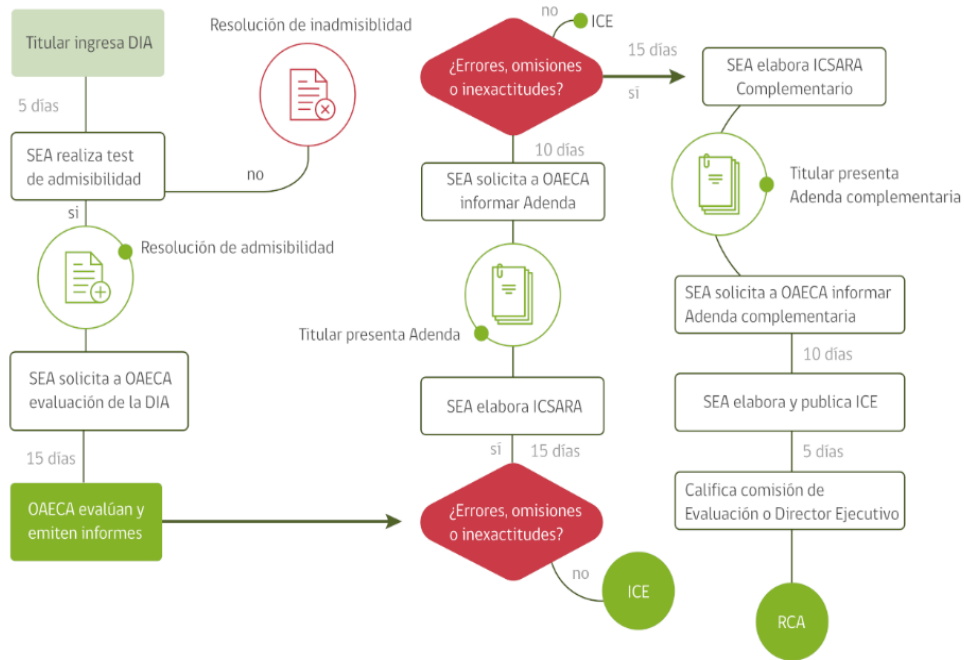 Titular ingresa DIA
5 días
SEA realiza test
de admisibilidad
no
Resolución de inadmisiblidad
si
Resolución de admisibilidad
SEA solicita a OAECA
evaluación de la DIA
15 días
OAECA evalúan y
emiten informes
¿Errores, omisiones
o inexactitudes?
no
ICE
sí
15 días
SEA elabora ICSARA
Titular presenta Adenda
SEA solicita a OAECA
informar Adenda
10 días
¿Errores, omisiones
o inexactitudes?
no
ICE
15 días
si
SEA elabora ICSARA
Complementario
Titular presenta
Adenda complementaria
SEA solicita a OAECA informar
Adenda complementaria
10 días
SEA elabora y publica ICE
5 días
Califica comisión de
Evaluación o Director Ejecutivo
RCA